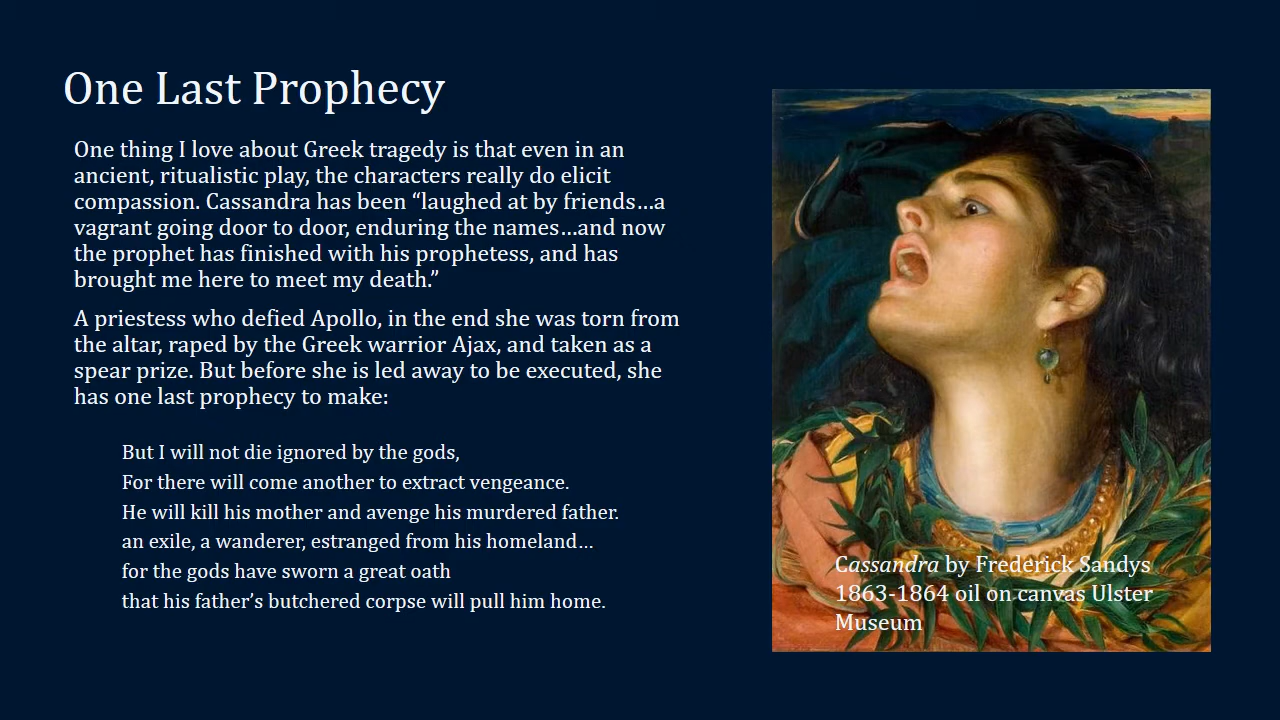 One Last Prophecy
One thing I love about Greek tragedy is that even in an
ancient, ritualistic play, the characters really do elicit
compassion. Cassandra has been “laughed at by friends…a
vagrant going door to door, enduring the names…and now
the prophet has finished with his prophetess, and has
brought me here to meet my death.”
A priestess who defied Apollo, in the end she was torn from
the altar, raped by the Greek warrior Ajax, and taken as a
spear prize. But before she is led away to be executed, she
has one last prophecy to make:
But I will not die ignored by the gods,
For there will come another to extract vengeance.
He will kill his mother and avenge his murdered father.
an exile, a wanderer, estranged from his homeland…
for the gods have sworn a great oath
that his father’s butchered corpse will pull him home.
Cassandra by Frederick Sandys
1863-1864 oil on canvas Ulster
Museum